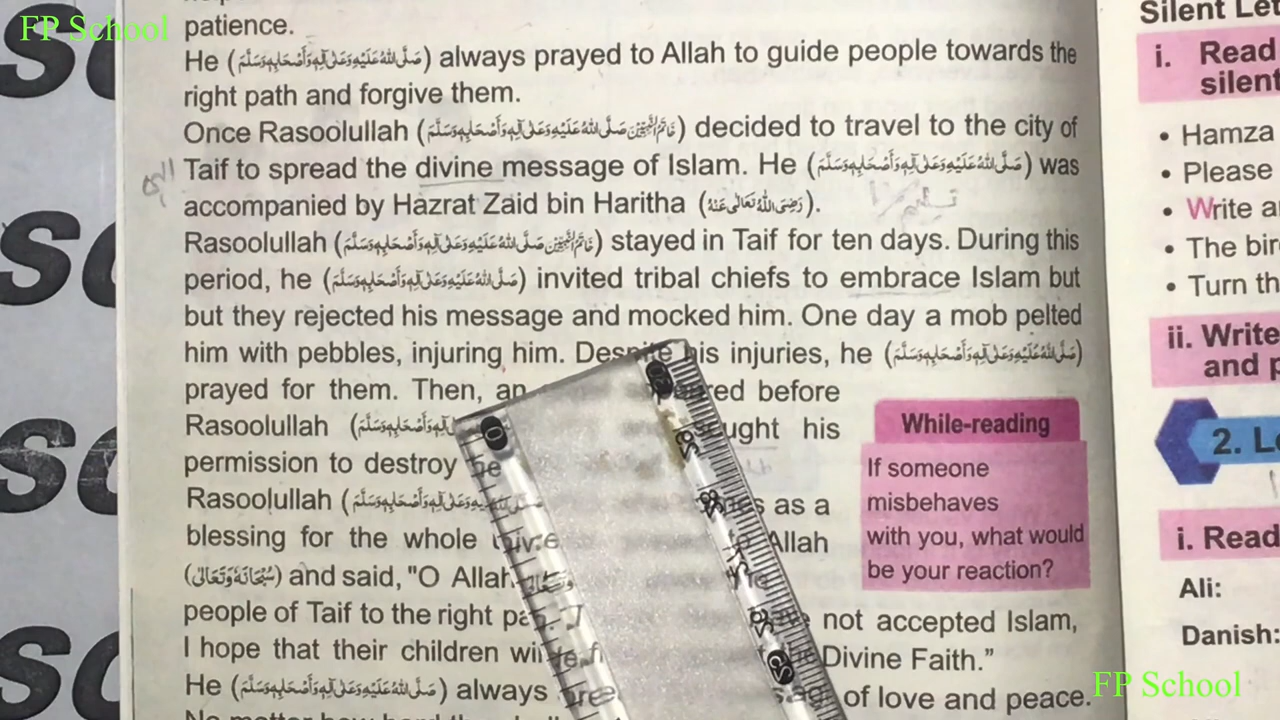 FP School
patience.
He (صَلَّى اللهُ عَلَيْهِ وَعَلٰى آلِهٖ وَأَصْحَابِهٖ وَسَلَّمَ) always prayed to Allah to guide people towards the
right path and forgive them.
Once Rasoolullah (خَاتَمُ النَّبِيّٖنَ صَلَّى اللهُ عَلَيْهِ وَعَلٰى آلِهٖ وَأَصْحَابِهٖ وَسَلَّمَ) decided to travel to the city of
Taif to spread the divine message of Islam. He (صَلَّى اللهُ عَلَيْهِ وَعَلٰى آلِهٖ وَأَصْحَابِهٖ وَسَلَّمَ) was
accompanied by Hazrat Zaid bin Haritha (رَضِىَ اللهُ تَعَالٰى عَنْهُ).
Rasoolullah (خَاتَمُ النَّبِيّٖنَ صَلَّى اللهُ عَلَيْهِ وَعَلٰى آلِهٖ وَأَصْحَابِهٖ وَسَلَّمَ) stayed in Taif for ten days. During this
period, he (صَلَّى اللهُ عَلَيْهِ وَعَلٰى آلِهٖ وَأَصْحَابِهٖ وَسَلَّمَ) invited tribal chiefs to embrace Islam but
but they rejected his message and mocked him. One day a mob pelted
him with pebbles, injuring him. Despite his injuries, he (صَلَّى اللهُ عَلَيْهِ وَعَلٰى آلِهٖ وَأَصْحَابِهٖ وَسَلَّمَ)
prayed for them. Then, an before
Rasoolullah his
permission to destroy
Rasoolullah as a
blessing for the whole Allah
(سُبْحَانَهٗ وَتَعَالٰى) and said, "O Allah
people of Taif to the right not accepted Islam,
I hope that their children Divine Faith.”
He (صَلَّى اللهُ عَلَيْهِ وَعَلٰى آلِهٖ وَأَصْحَابِهٖ وَسَلَّمَ) always of love and peace.
While-reading
If someone
misbehaves
with you, what would
be your reaction?
Silent Let
i. Read
silent
• Hamza
• Please
• Write a
• The bir
• Turn th
ii. Write
and p
2. L
i. Read
Ali:
Danish:
FP School